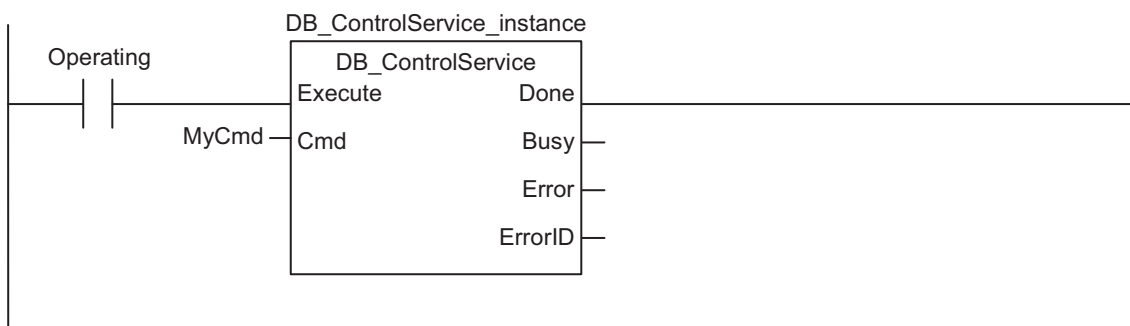 DB_ControlService_instance
Operating
DB_ControlService
Execute Done
MyCmd Cmd Busy
Error
ErrorID